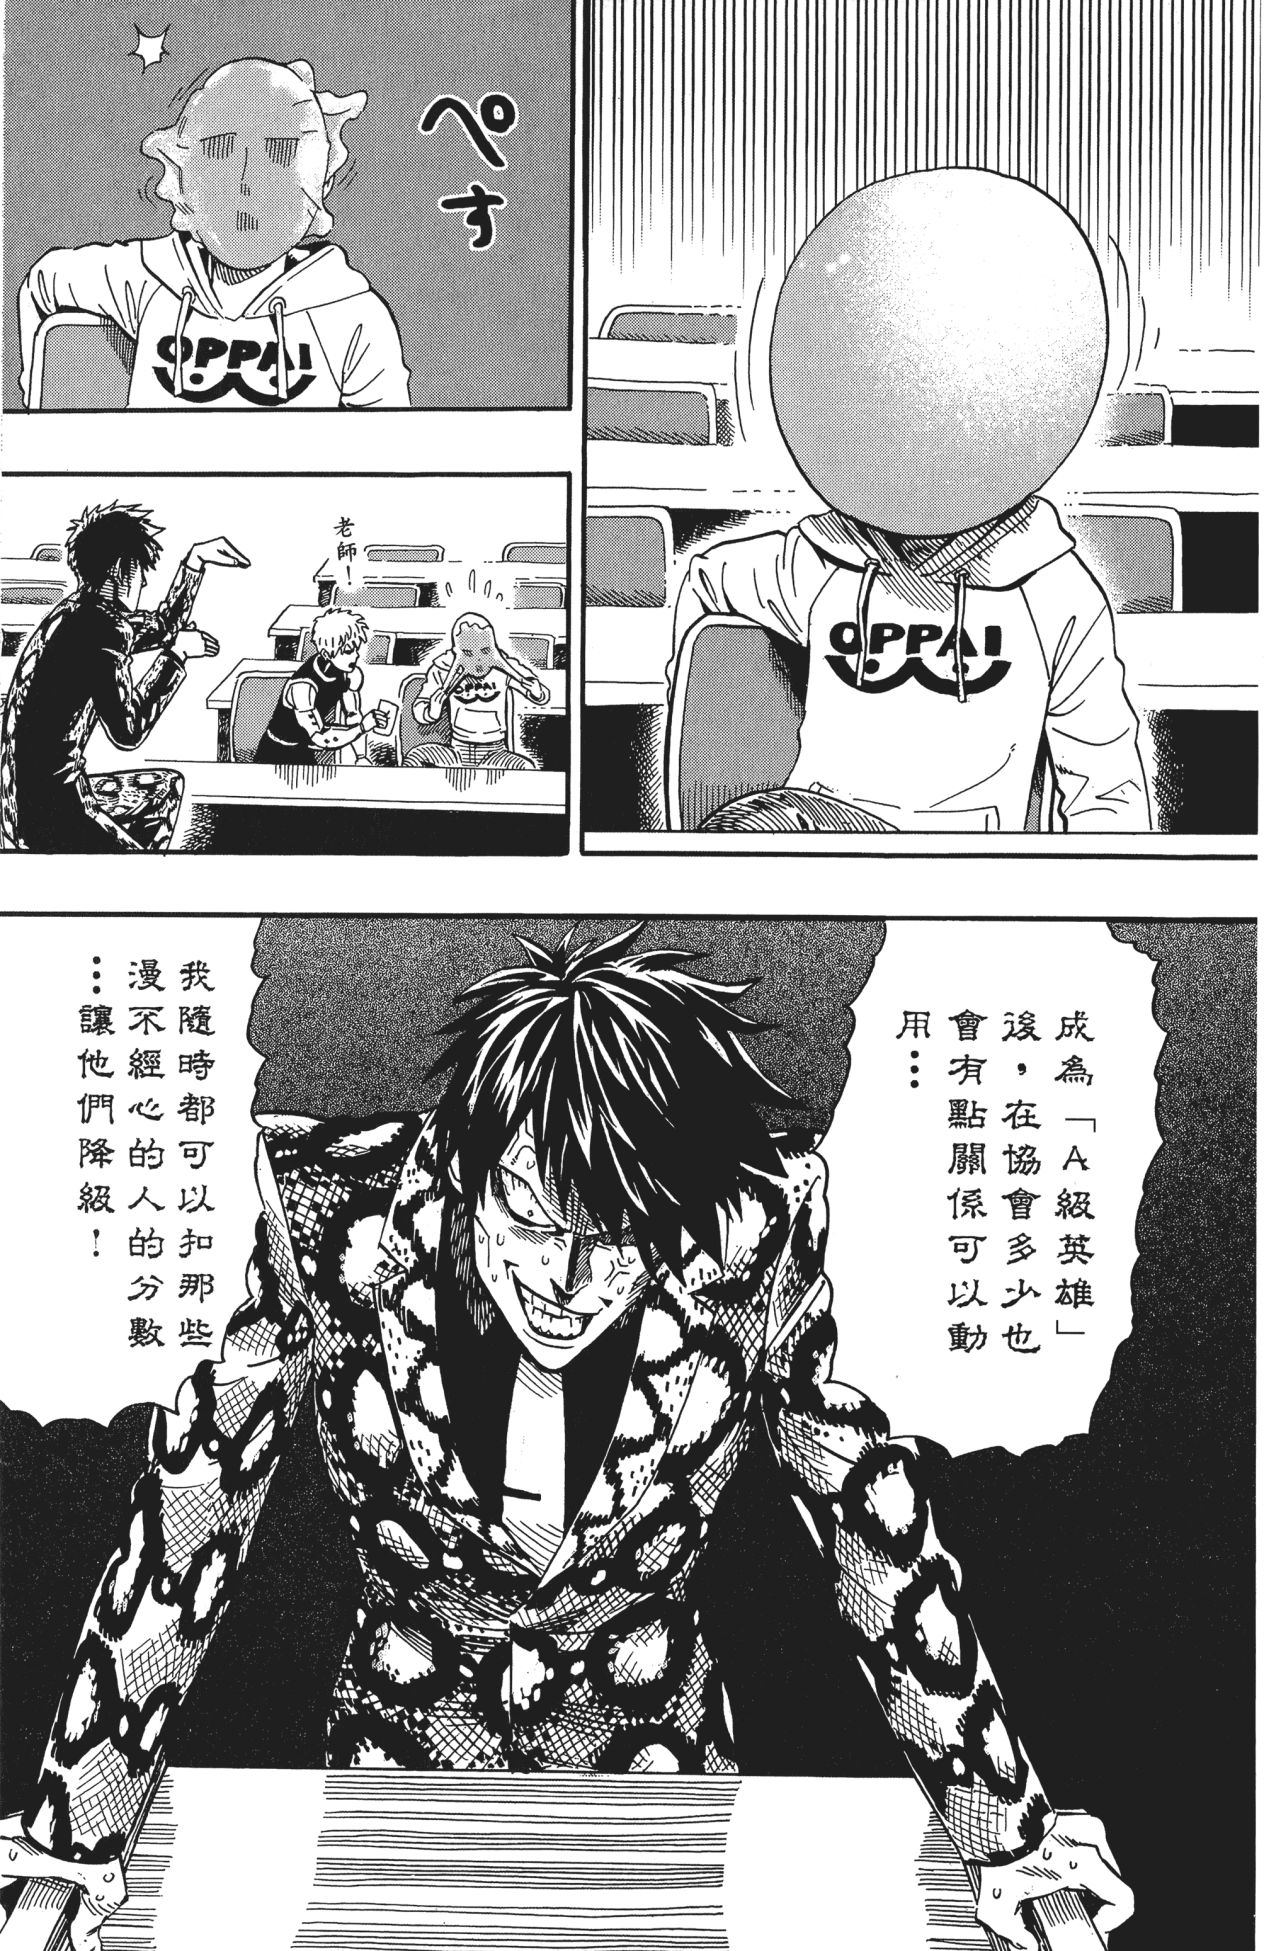 OPPAI
ぺす
OPPAI
老師！
OPPAI
成為「A級英雄」
後，在協會多少也
會有點關係可以動
用…
我隨時都可以扣那些
漫不經心的人的分數
…讓他們降級！